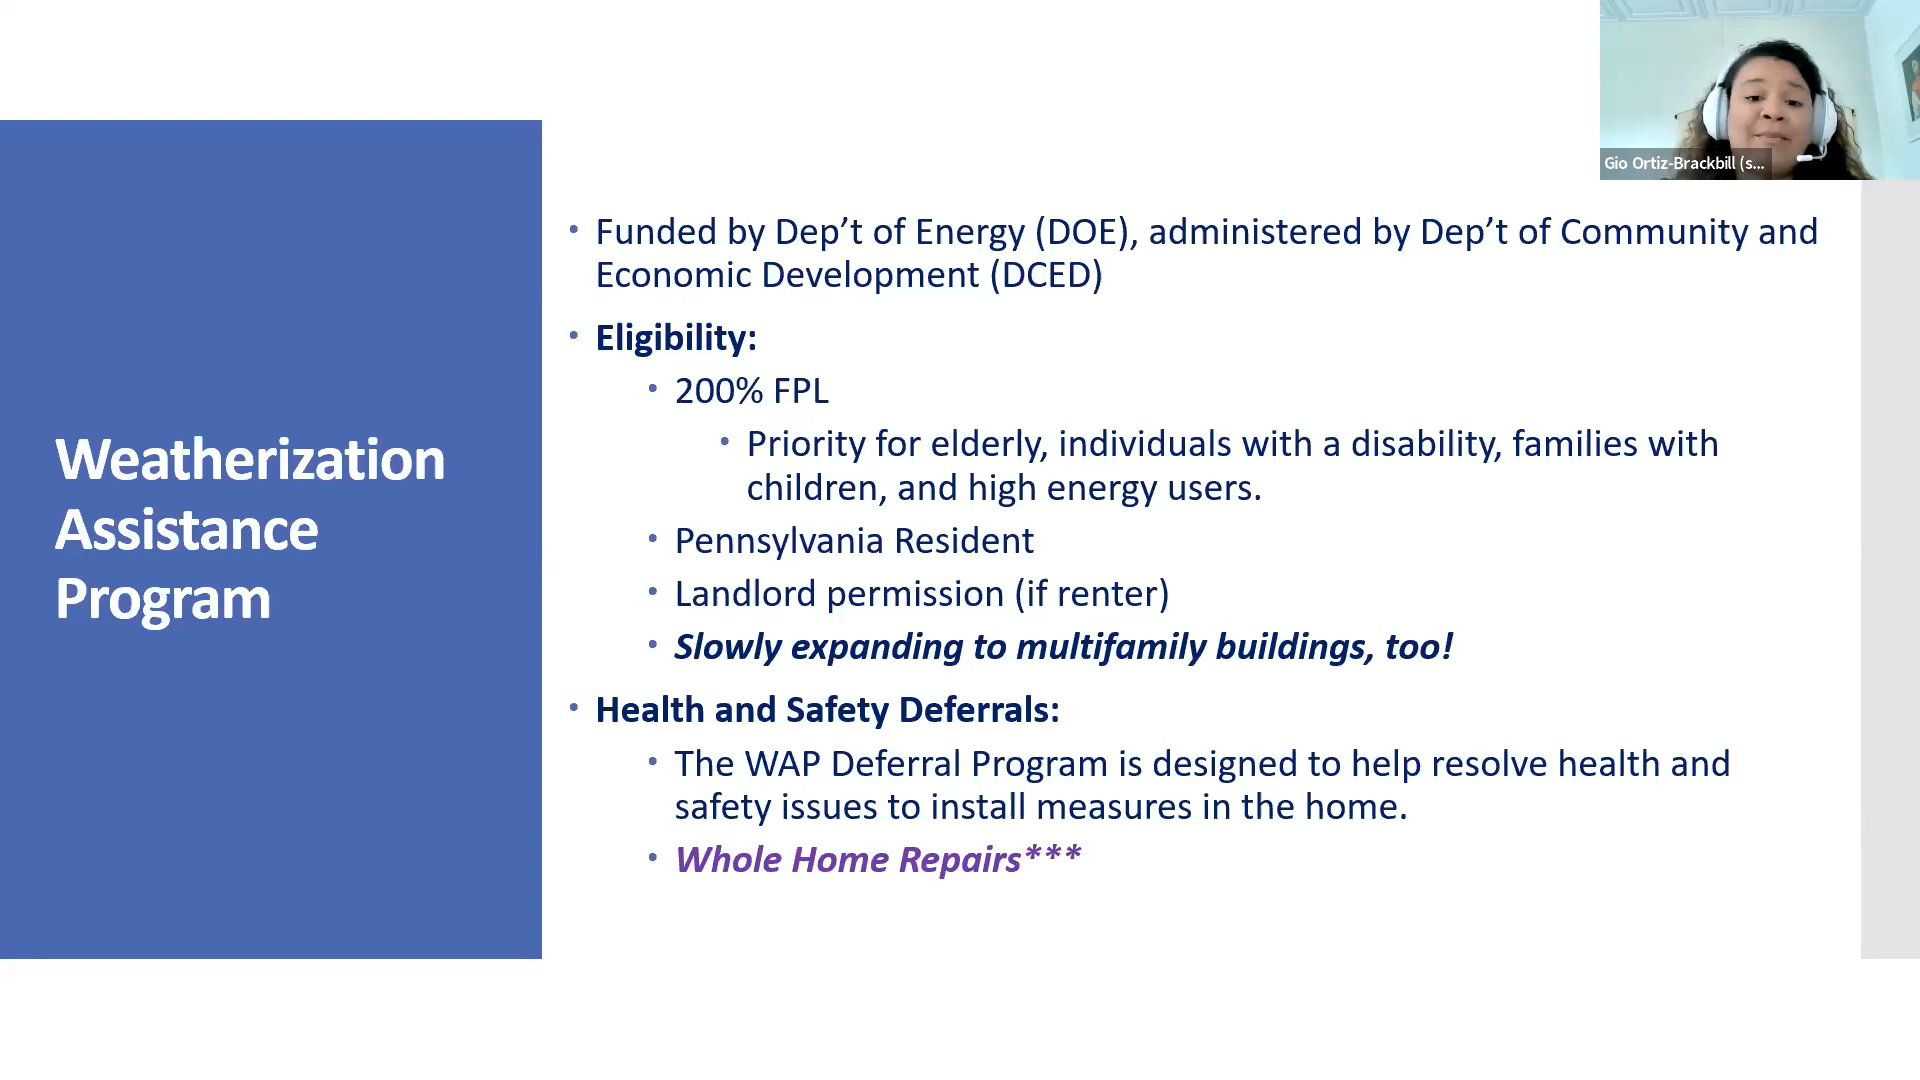 Gio Ortiz-Brackbill (s...
Weatherization
Assistance
Program
• Funded by Dep’t of Energy (DOE), administered by Dep’t of Community and
Economic Development (DCED)
• Eligibility:
• 200% FPL
• Priority for elderly, individuals with a disability, families with
children, and high energy users.
• Pennsylvania Resident
• Landlord permission (if renter)
• Slowly expanding to multifamily buildings, too!
• Health and Safety Deferrals:
• The WAP Deferral Program is designed to help resolve health and
safety issues to install measures in the home.
• Whole Home Repairs***